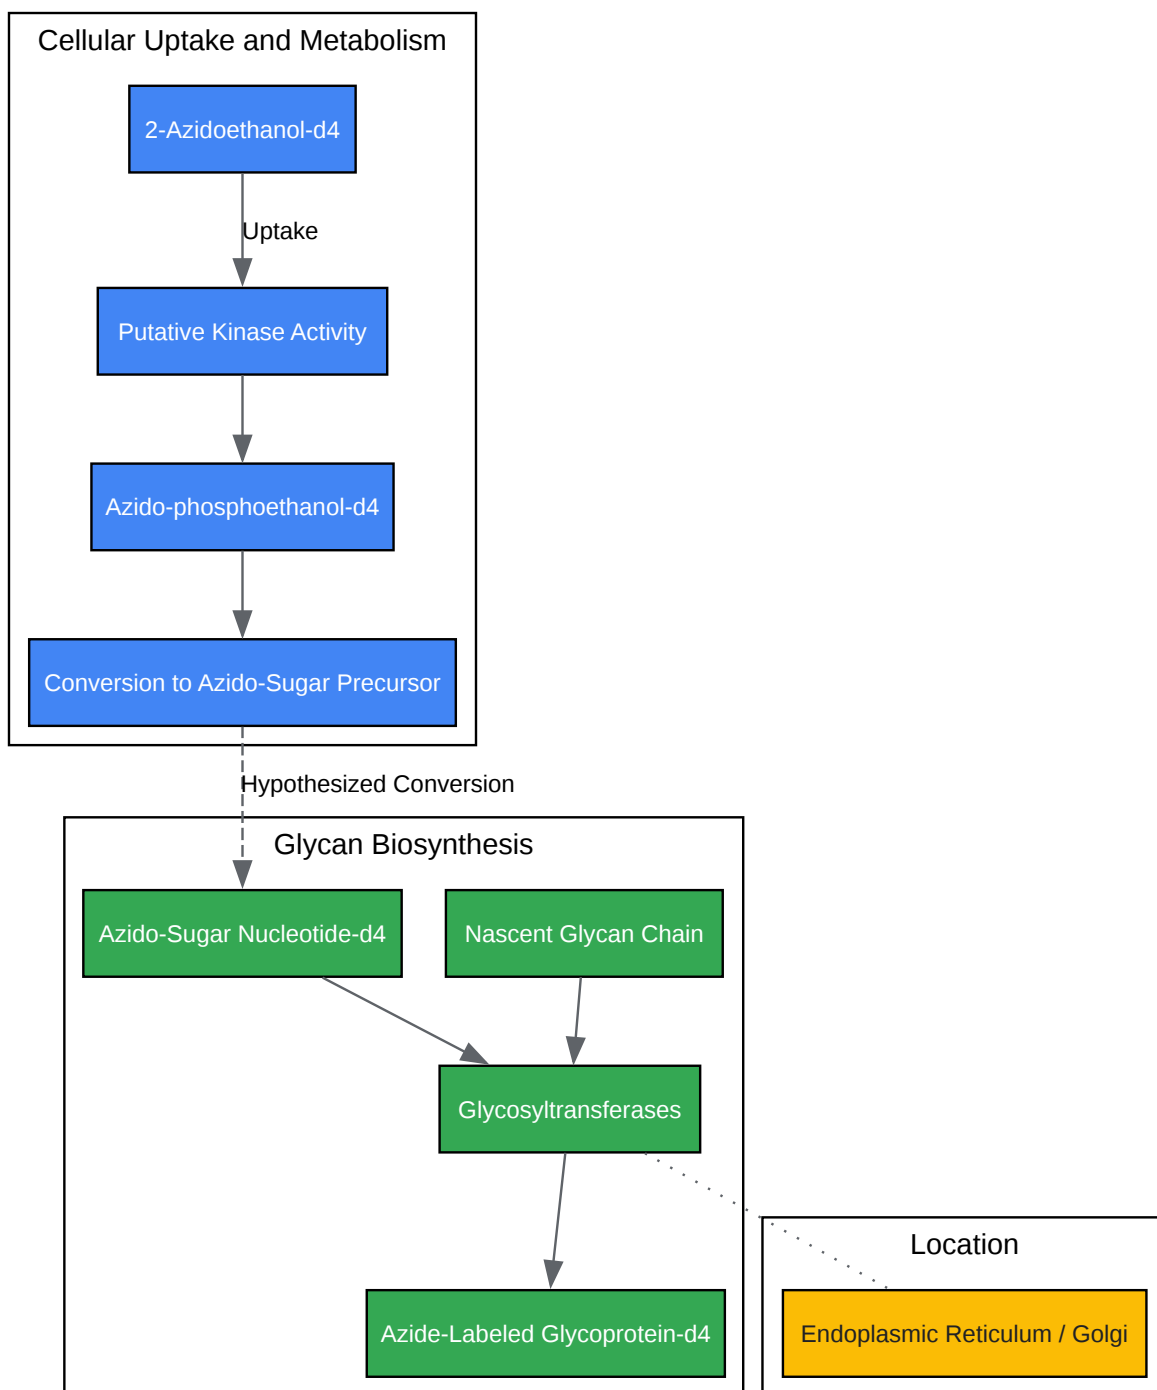 Cellular Uptake and Metabolism
2-Azidoethanol-d4
Uptake
Putative Kinase Activity
Azido-phosphoethanol-d4
Conversion to Azido-Sugar Precursor
Hypothesized Conversion
Glycan Biosynthesis
Azido-Sugar Nucleotide-d4
Nascent Glycan Chain
Glycosyltransferases
Location
Azide-Labeled Glycoprotein-d4
Endoplasmic Reticulum / Golgi